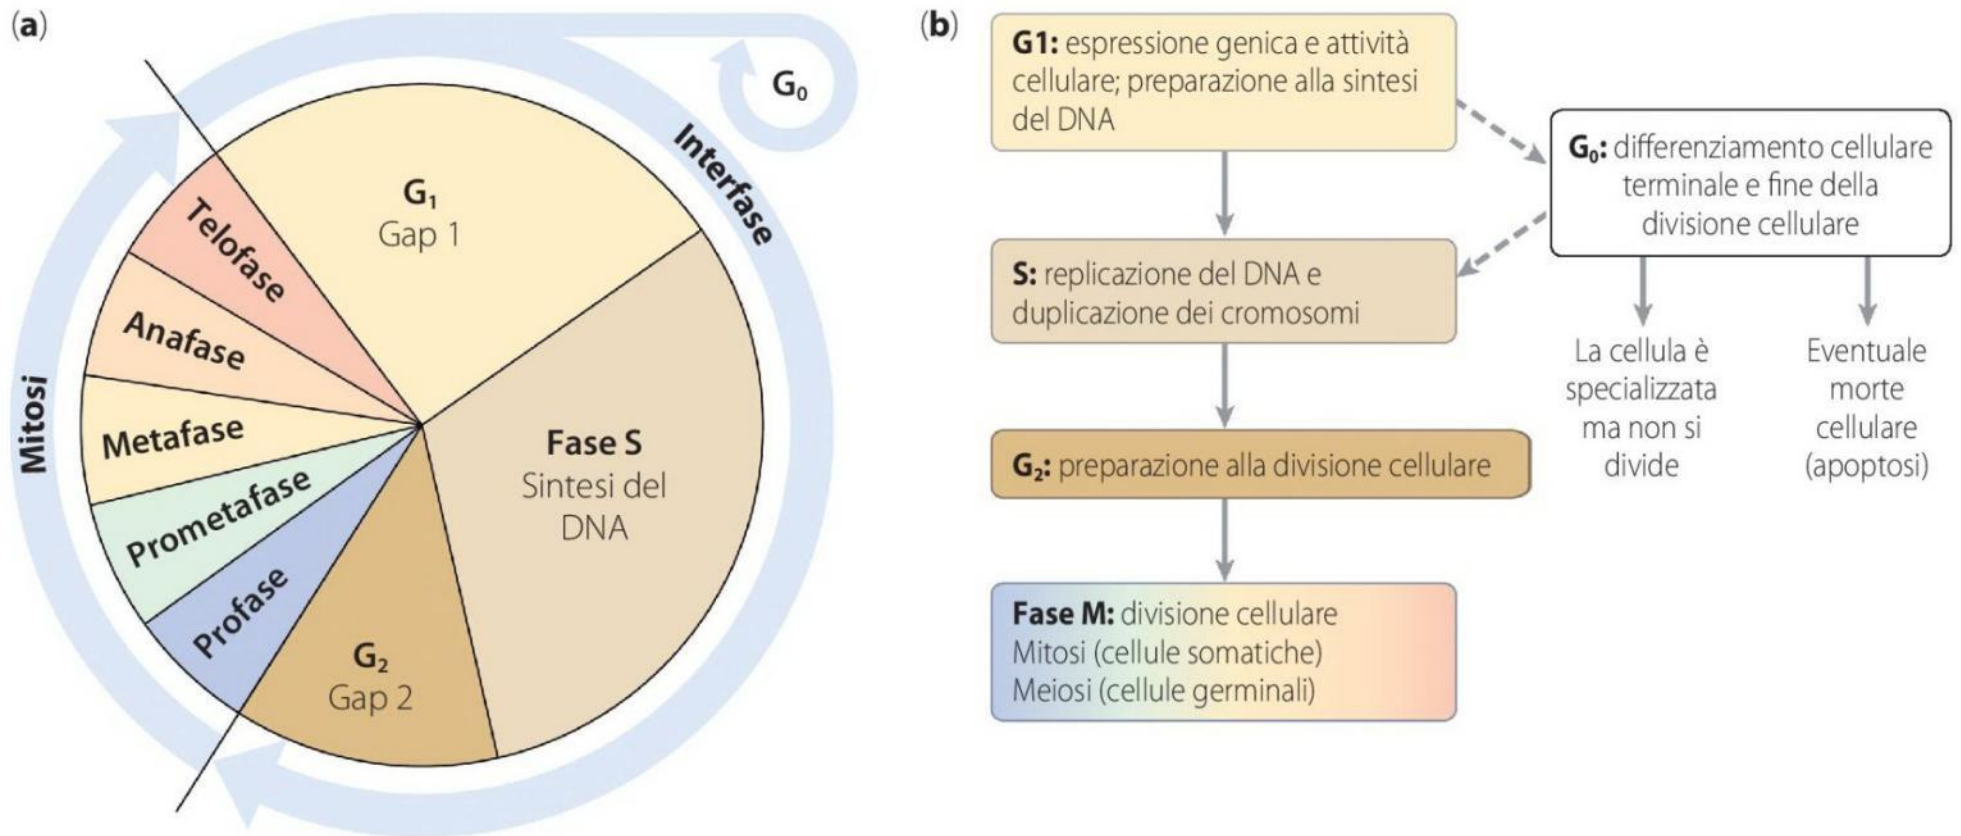 (a)
G₀
Interfase
G₁
Gap 1
Telofase
Anafase
Metafase
Prometafase
Profase
Mitosi
Fase S
Sintesi del
DNA
G₂
Gap 2
(b)
G1: espressione genica e attività
cellulare; preparazione alla sintesi
del DNA
G₀: differenziamento cellulare
terminale e fine della
divisione cellulare
S: replicazione del DNA e
duplicazione dei cromosomi
La cellula è
specializzata
ma non si
divide
Eventuale
morte
cellulare
(apoptosi)
G₂: preparazione alla divisione cellulare
Fase M: divisione cellulare
Mitosi (cellule somatiche)
Meiosi (cellule germinali)